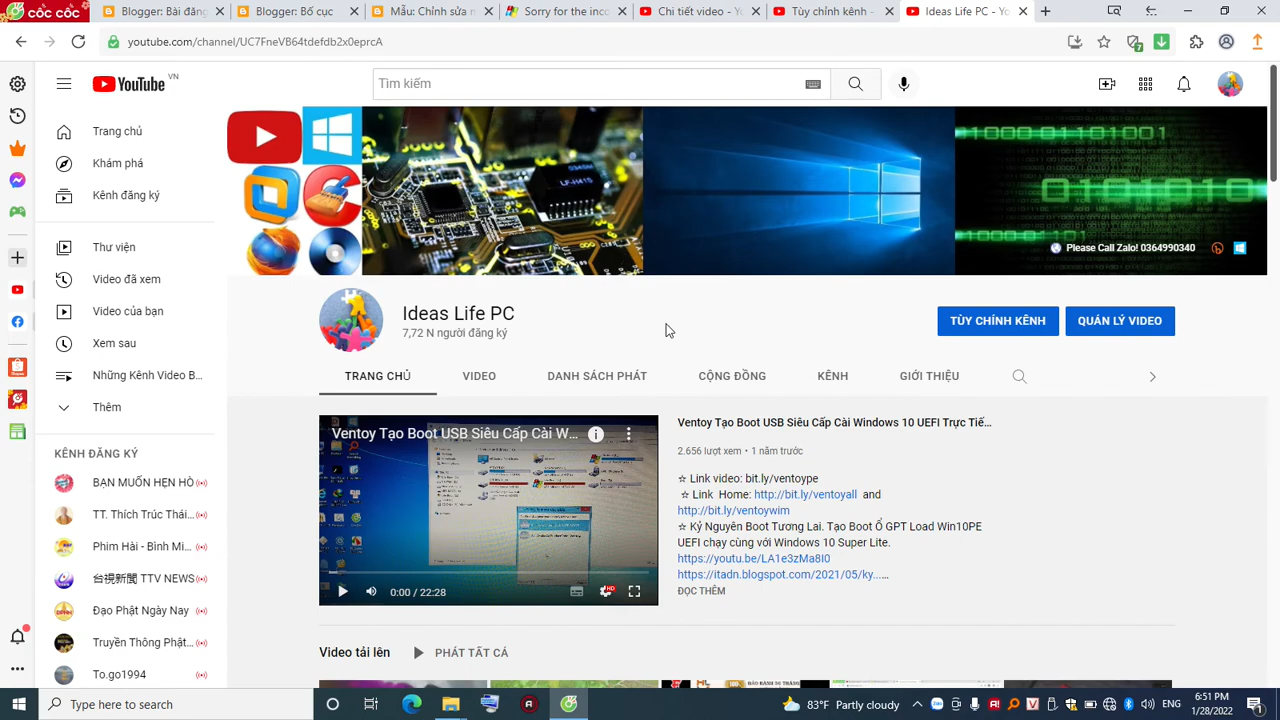 cốc cốc
Blogger: Bài đăng
Blogger: Bố cục
Mẫu: Chỉnh sửa m
Sorry for the inco
Chi tiết video - Yo
Tùy chỉnh kênh -
Ideas Life PC - Yo
youtube.com/channel/UC7FneVB64tdefdb2x0eprCA
YouTube VN
Tìm kiếm
Trang chủ
Khám phá
Kênh đăng ký
Thư viện
Video đã xem
Video của bạn
Xem sau
Những Kênh Video B...
Thêm
KÊNH ĐĂNG KÝ
BẠN MUỐN HẸN HÒ
TT. Thích Trúc Thái...
Phim Hài - Bình Mi...
台視新聞 TTV NEWS
Đạo Phật Ngày Nay
Truyền Thông Phật...
To.go1994
Please Call Zalo! 0364990340
Ideas Life PC
7,72 N người đăng ký
TÙY CHỈNH KÊNH
QUẢN LÝ VIDEO
TRANG CHỦ
VIDEO
DANH SÁCH PHÁT
CỘNG ĐỒNG
KÊNH
GIỚI THIỆU
Ventoy Tạo Boot USB Siêu Cấp Cài W...
0:00 / 22:28
Ventoy Tạo Boot USB Siêu Cấp Cài Windows 10 UEFI Trực Tiế...
2.656 lượt xem • 1 năm trước
☆ Link video: bit.ly/ventoype
☆ Link Home: http://bit.ly/ventoyall and
http://bit.ly/ventoywim
☆ Kỷ Nguyên Boot Tương Lai. Tạo Boot Ổ GPT Load Win10PE
UEFI chạy cùng với Windows 10 Super Lite.
https://youtu.be/LA1e3zMa8I0
https://itadn.blogspot.com/2021/05/ky...…
ĐỌC THÊM
Video tải lên
PHÁT TẤT CẢ
Type here to search
83°F Partly cloudy
ENG
6:51 PM
1/28/2022